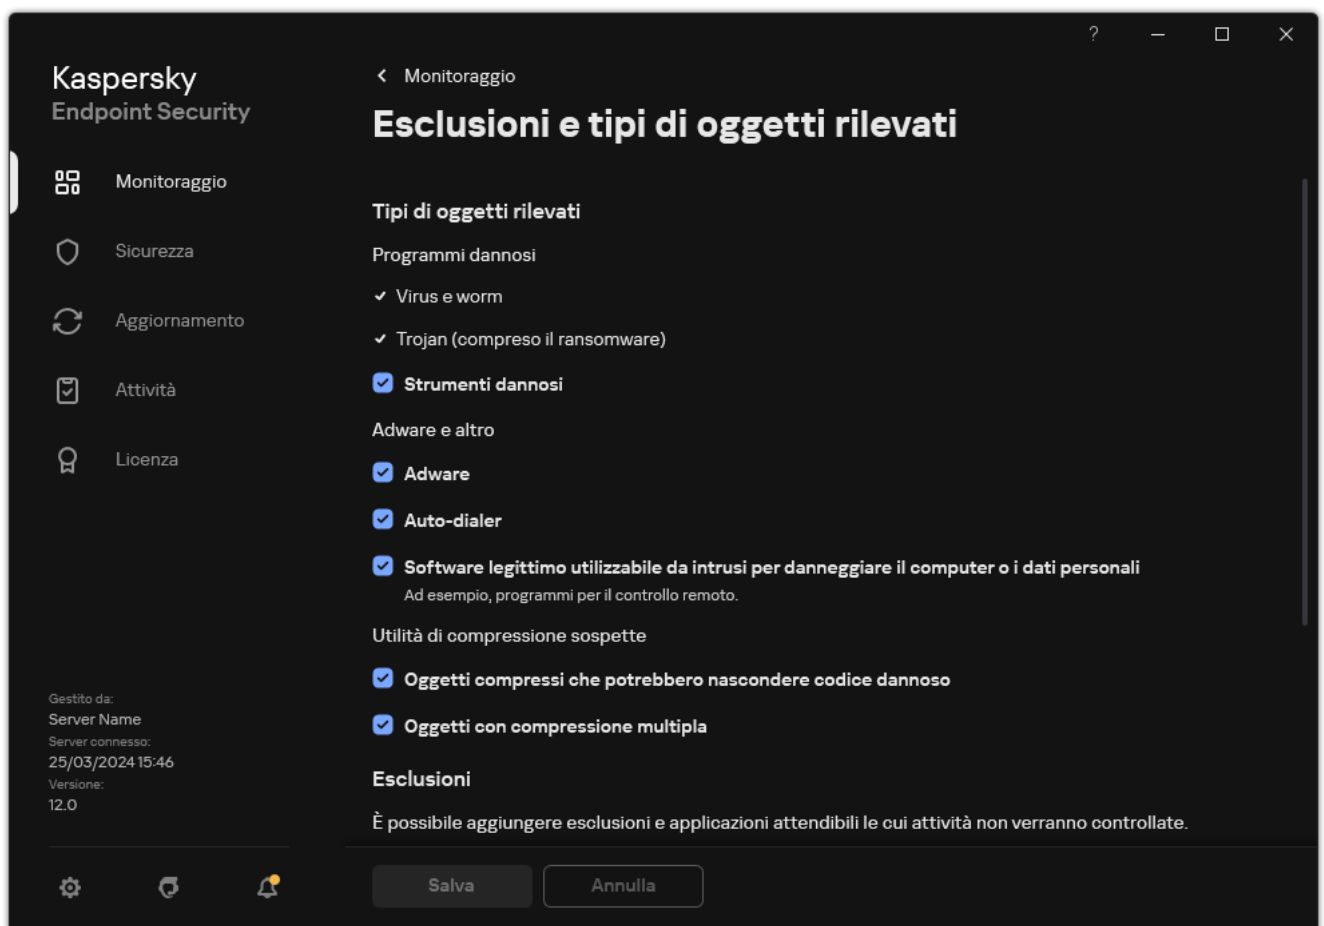 ?
Kaspersky
Endpoint Security
Monitoraggio
Sicurezza
Aggiornamento
Attività
Licenza
Gestito da:
Server Name
Server connesso:
25/03/2024 15:46
Versione:
12.0
Monitoraggio
Esclusioni e tipi di oggetti rilevati
Tipi di oggetti rilevati
Programmi dannosi
Virus e worm
Trojan (compreso il ransomware)
Strumenti dannosi
Adware e altro
Adware
Auto-dialer
Software legittimo utilizzabile da intrusi per danneggiare il computer o i dati personali
Ad esempio, programmi per il controllo remoto.
Utilità di compressione sospette
Oggetti compressi che potrebbero nascondere codice dannoso
Oggetti con compressione multipla
Esclusioni
È possibile aggiungere esclusioni e applicazioni attendibili le cui attività non verranno controllate.
Salva
Annulla